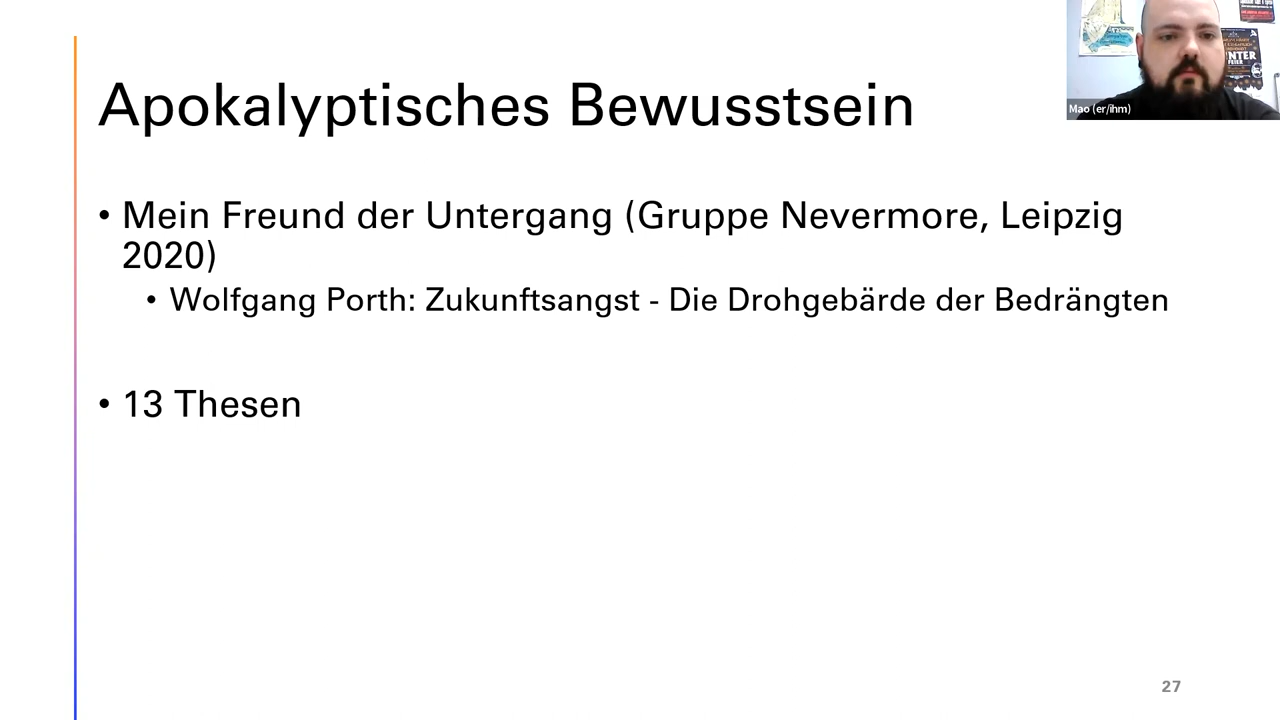 Apokalyptisches Bewusstsein
• Mein Freund der Untergang (Gruppe Nevermore, Leipzig
2020)
• Wolfgang Porth: Zukunftsangst - Die Drohgebärde der Bedrängten
• 13 Thesen
27
Mao (er/ihm)